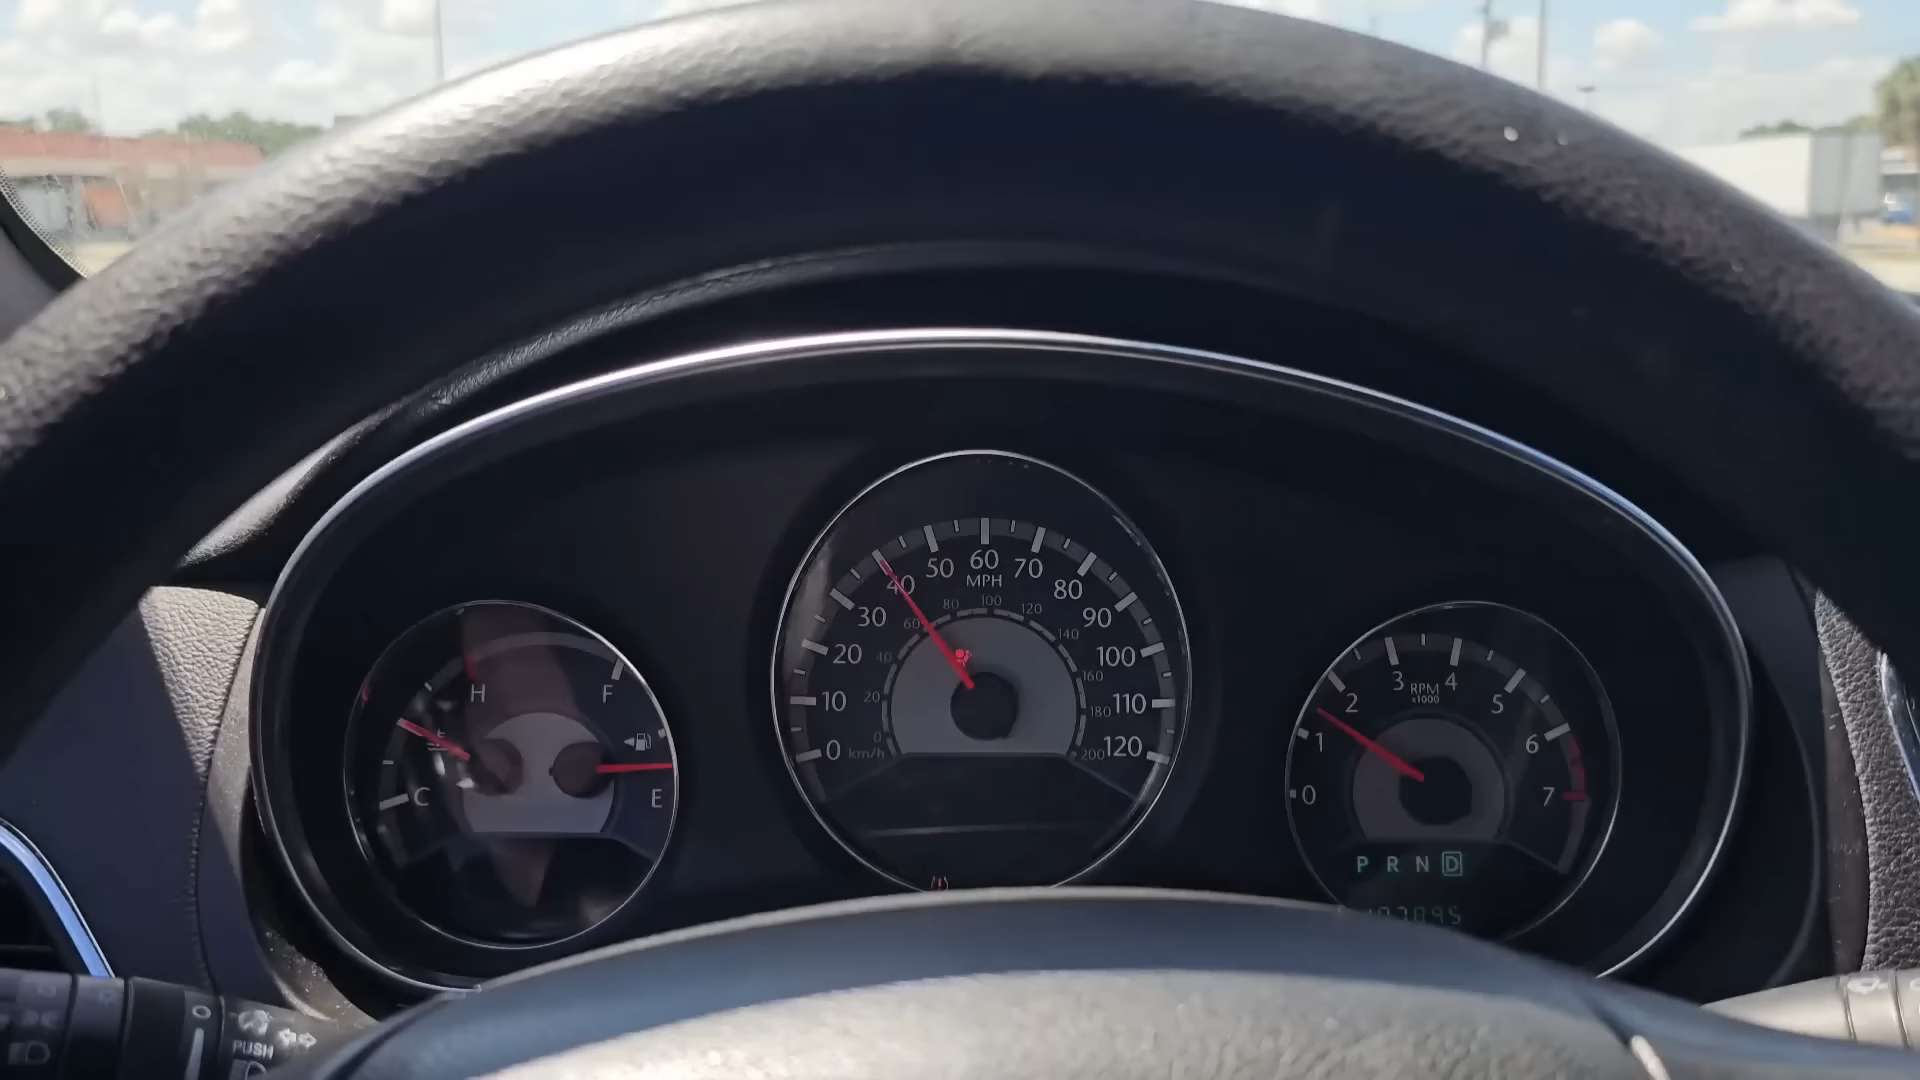 0 10 20 30 40 50 60 70 80 90 100 110 120
MPH
0 20 40 60 80 100 120 140 160 180 200
km/h
C H
F E
0 1 2 3 4 5 6 7
RPM
x1000
P R N D
PUSH